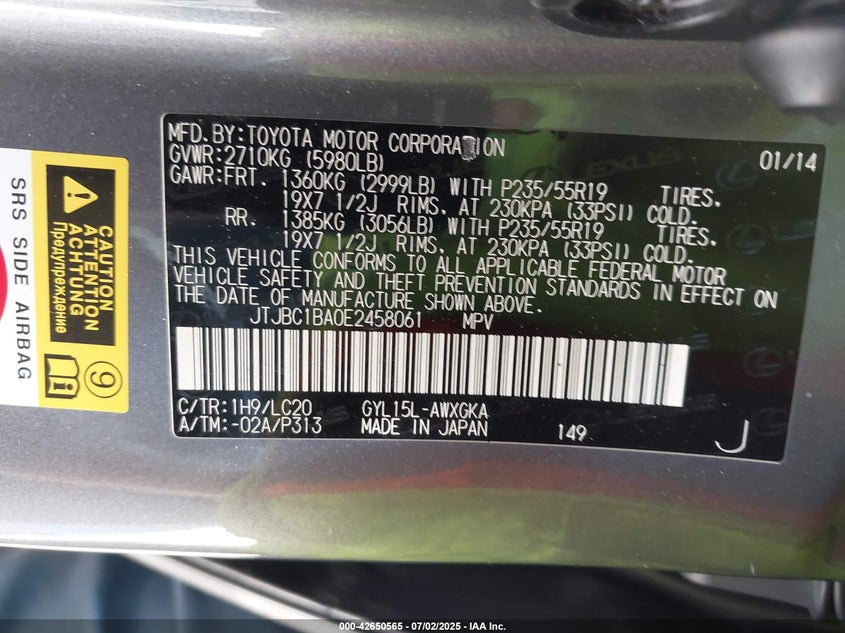 MFD.BY:TOYOTA MOTOR CORPORATION 01/14
GVWR:2710KG (5980LB)
GAWR:FRT. 1360KG (2999LB) WITH P235/55R19 TIRES.
19X7 1/2J RIMS. AT 230KPA (33PSI) COLD.
RR. 1385KG (3056LB) WITH P235/55R19 TIRES.
19X7 1/2J RIMS. AT 230KPA (33PSI) COLD.
THIS VEHICLE CONFORMS TO ALL APPLICABLE FEDERAL MOTOR
VEHICLE SAFETY AND THEFT PREVENTION STANDARDS IN EFFECT ON
THE DATE OF MANUFACTURE SHOWN ABOVE.
JTJBC1BA0E2458061 MPV
C/TR:1H9/LC20 GYL15L-AWXGKA
A/TM:-02A/P313 MADE IN JAPAN 149 J
SRS SIDE AIRBAG
CAUTION
ATTENTION
ACHTUNG
Предупреждение
9
LEXUS
000-42650565 - 07/02/2025 - IAA Inc.